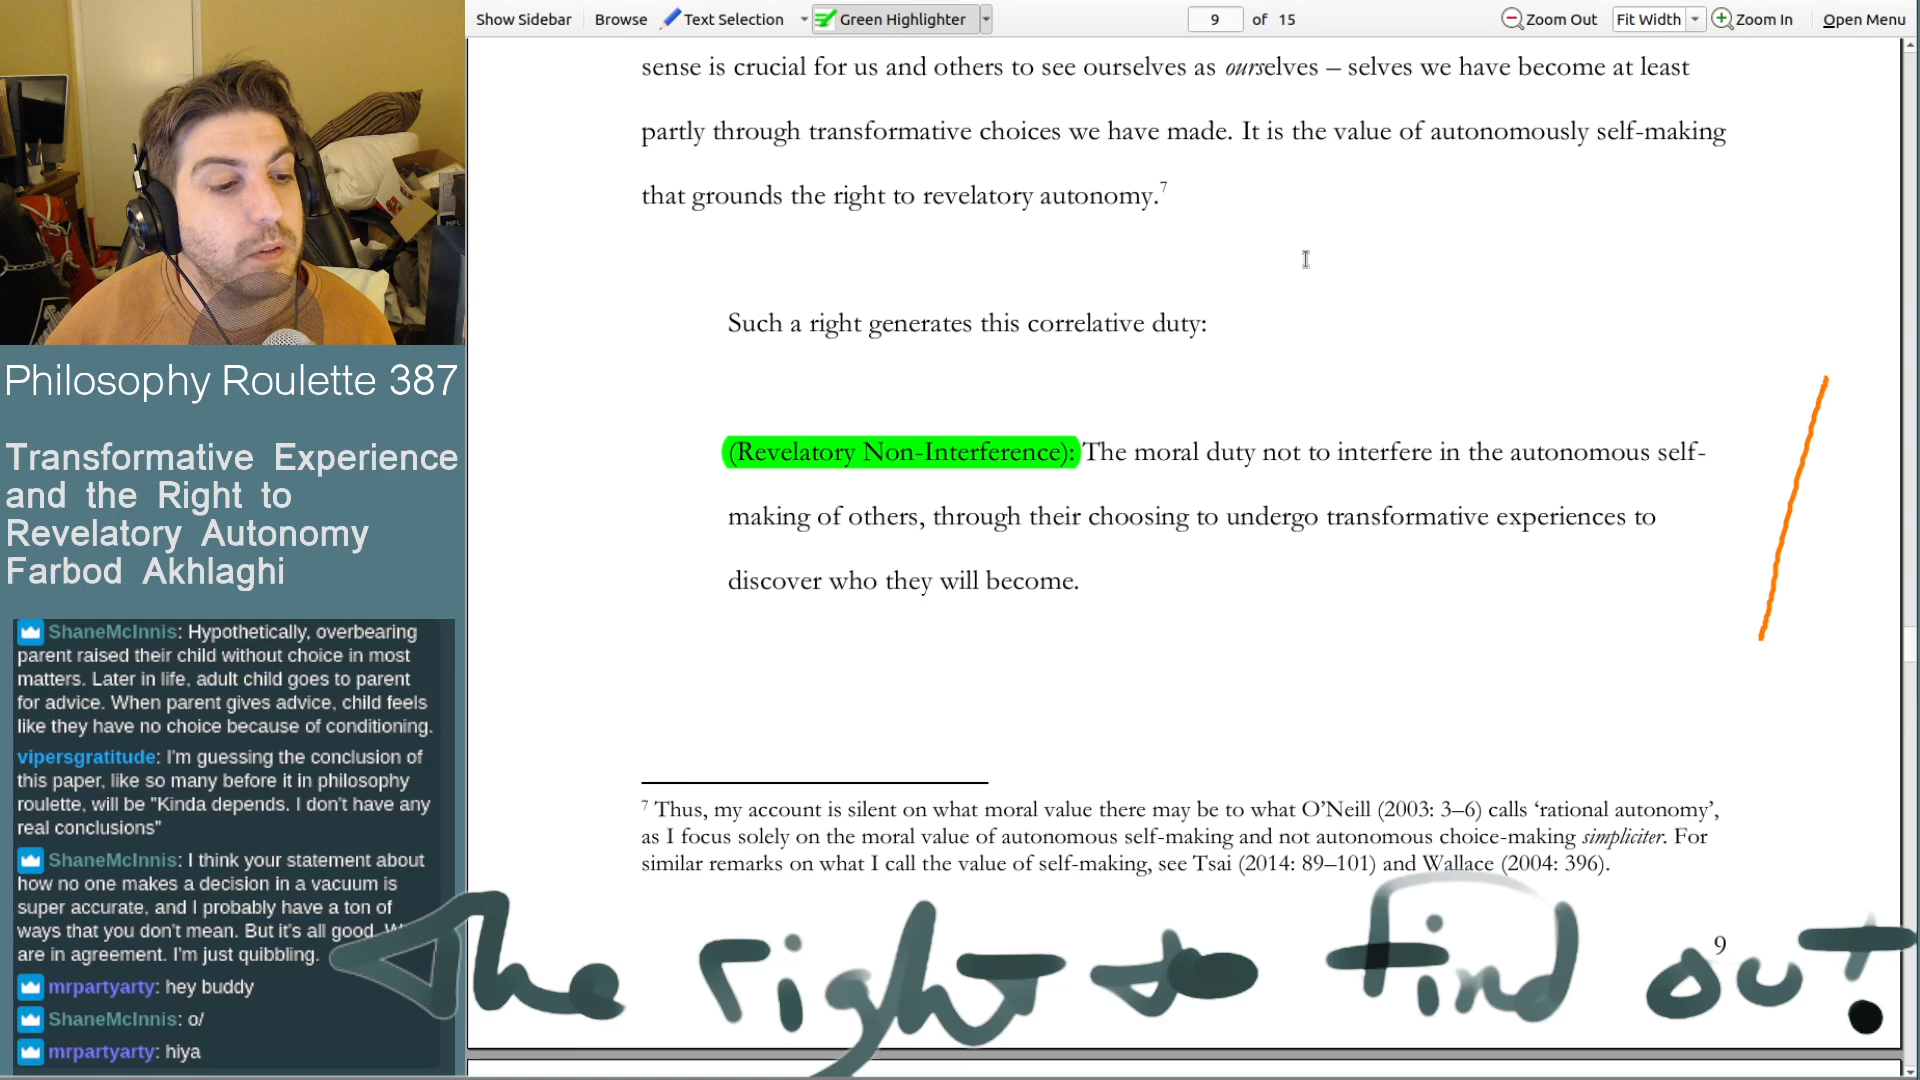 Show Sidebar Browse Text Selection Green Highlighter 9 of 15 Zoom Out Fit Width Zoom In Open Menu
sense is crucial for us and others to see ourselves as ourselves – selves we have become at least
partly through transformative choices we have made. It is the value of autonomously self-making
that grounds the right to revelatory autonomy.7
Such a right generates this correlative duty:
(Revelatory Non-Interference): The moral duty not to interfere in the autonomous self-
making of others, through their choosing to undergo transformative experiences to
discover who they will become.
7 Thus, my account is silent on what moral value there may be to what O’Neill (2003: 3–6) calls ‘rational autonomy’,
as I focus solely on the moral value of autonomous self-making and not autonomous choice-making simpliciter. For
similar remarks on what I call the value of self-making, see Tsai (2014: 89–101) and Wallace (2004: 396).
9
the right to find out.
Philosophy Roulette 387
Transformative Experience
and the Right to
Revelatory Autonomy
Farbod Akhlaghi
ShaneMcInnis: Hypothetically, overbearing
parent raised their child without choice in most
matters. Later in life, adult child goes to parent
for advice. When parent gives advice, child feels
like they have no choice because of conditioning.
vipersgratitude: I'm guessing the conclusion of
this paper, like so many before it in philosophy
roulette, will be "Kinda depends. I don't have any
real conclusions"
ShaneMcInnis: I think your statement about
how no one makes a decision in a vacuum is
super accurate, and I probably have a ton of
ways that you don't mean. But it's all good.
are in agreement. I'm just quibbling.
mrpartyarty: hey buddy
ShaneMcInnis: o/
mrpartyarty: hiya